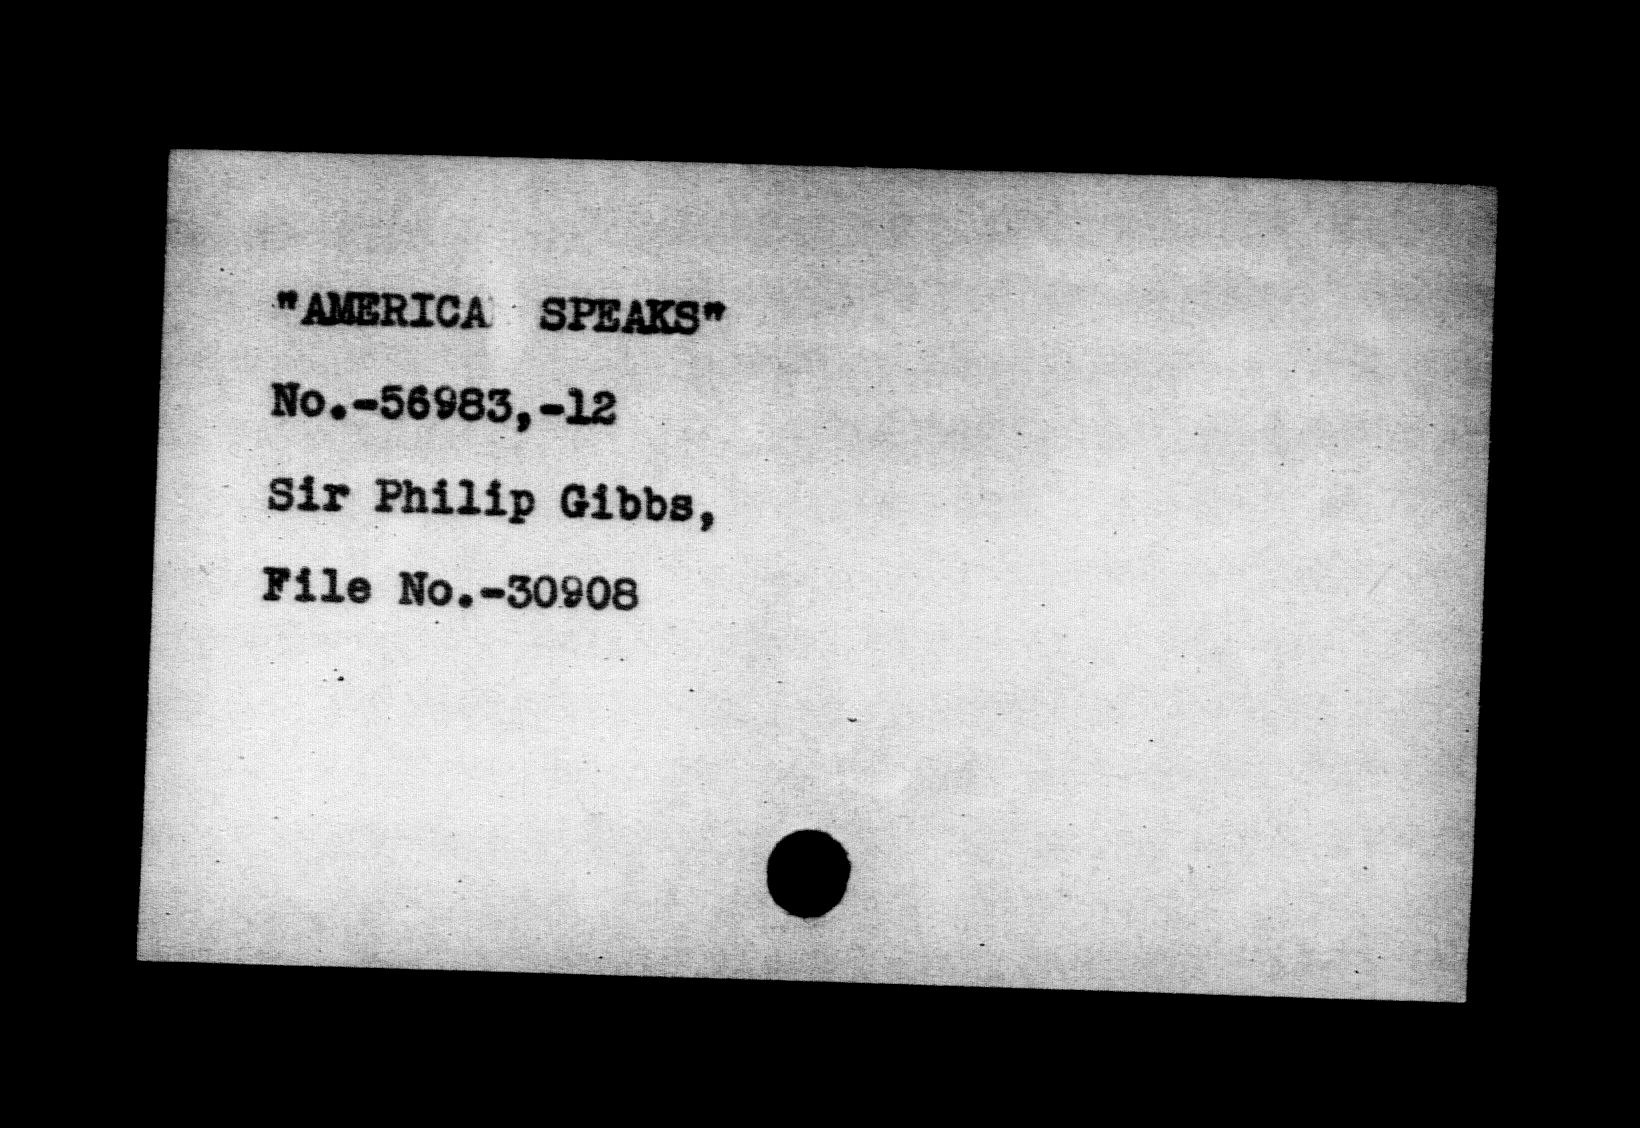 "AMERICA SPEAKS"
No.-56983,-12
Sir Philip Gibbs,
File No.-30908